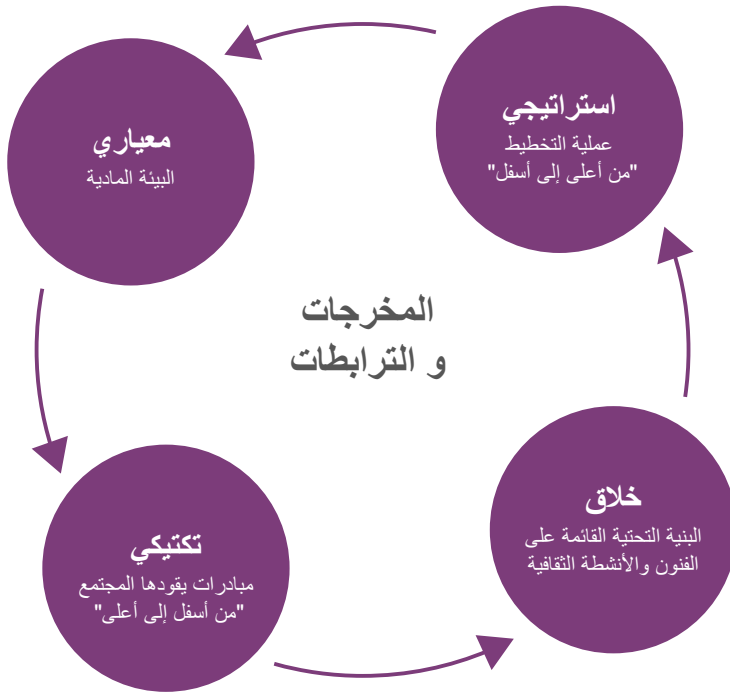 استراتيجي
عملية التخطيط
"من أعلى إلى أسفل"
معياري
البيئة المادية
المخرجات
و الترابطات
تكتيكي
مبادرات يقودها المجتمع
"من أسفل إلى أعلى"
خلاق
البنية التحتية القائمة على
الفنون والأنشطة الثقافية